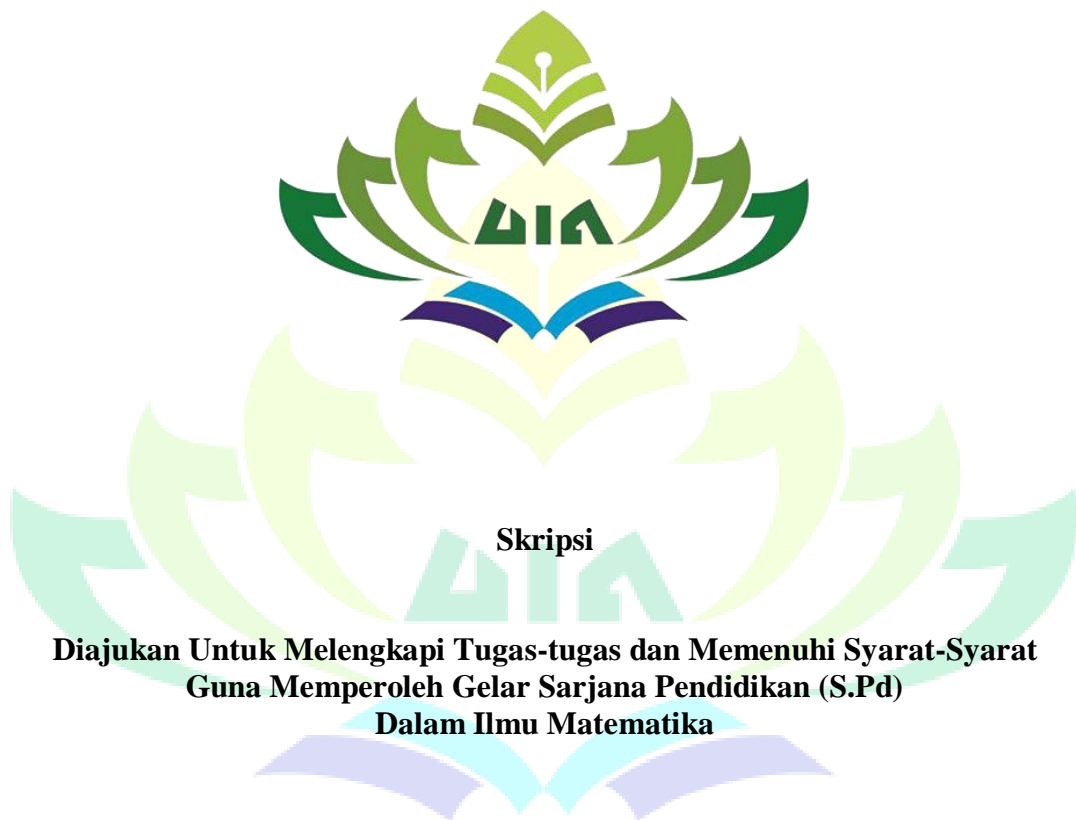 UIN
Skripsi
Diajukan Untuk Melengkapi Tugas-tugas dan Memenuhi Syarat-Syarat
Guna Memperoleh Gelar Sarjana Pendidikan (S.Pd)
Dalam Ilmu Matematika